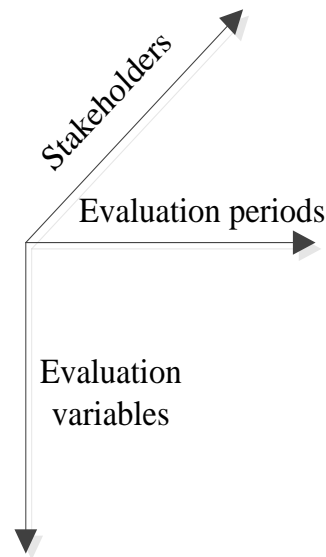 Stakeholders
Evaluation periods
Evaluation
variables